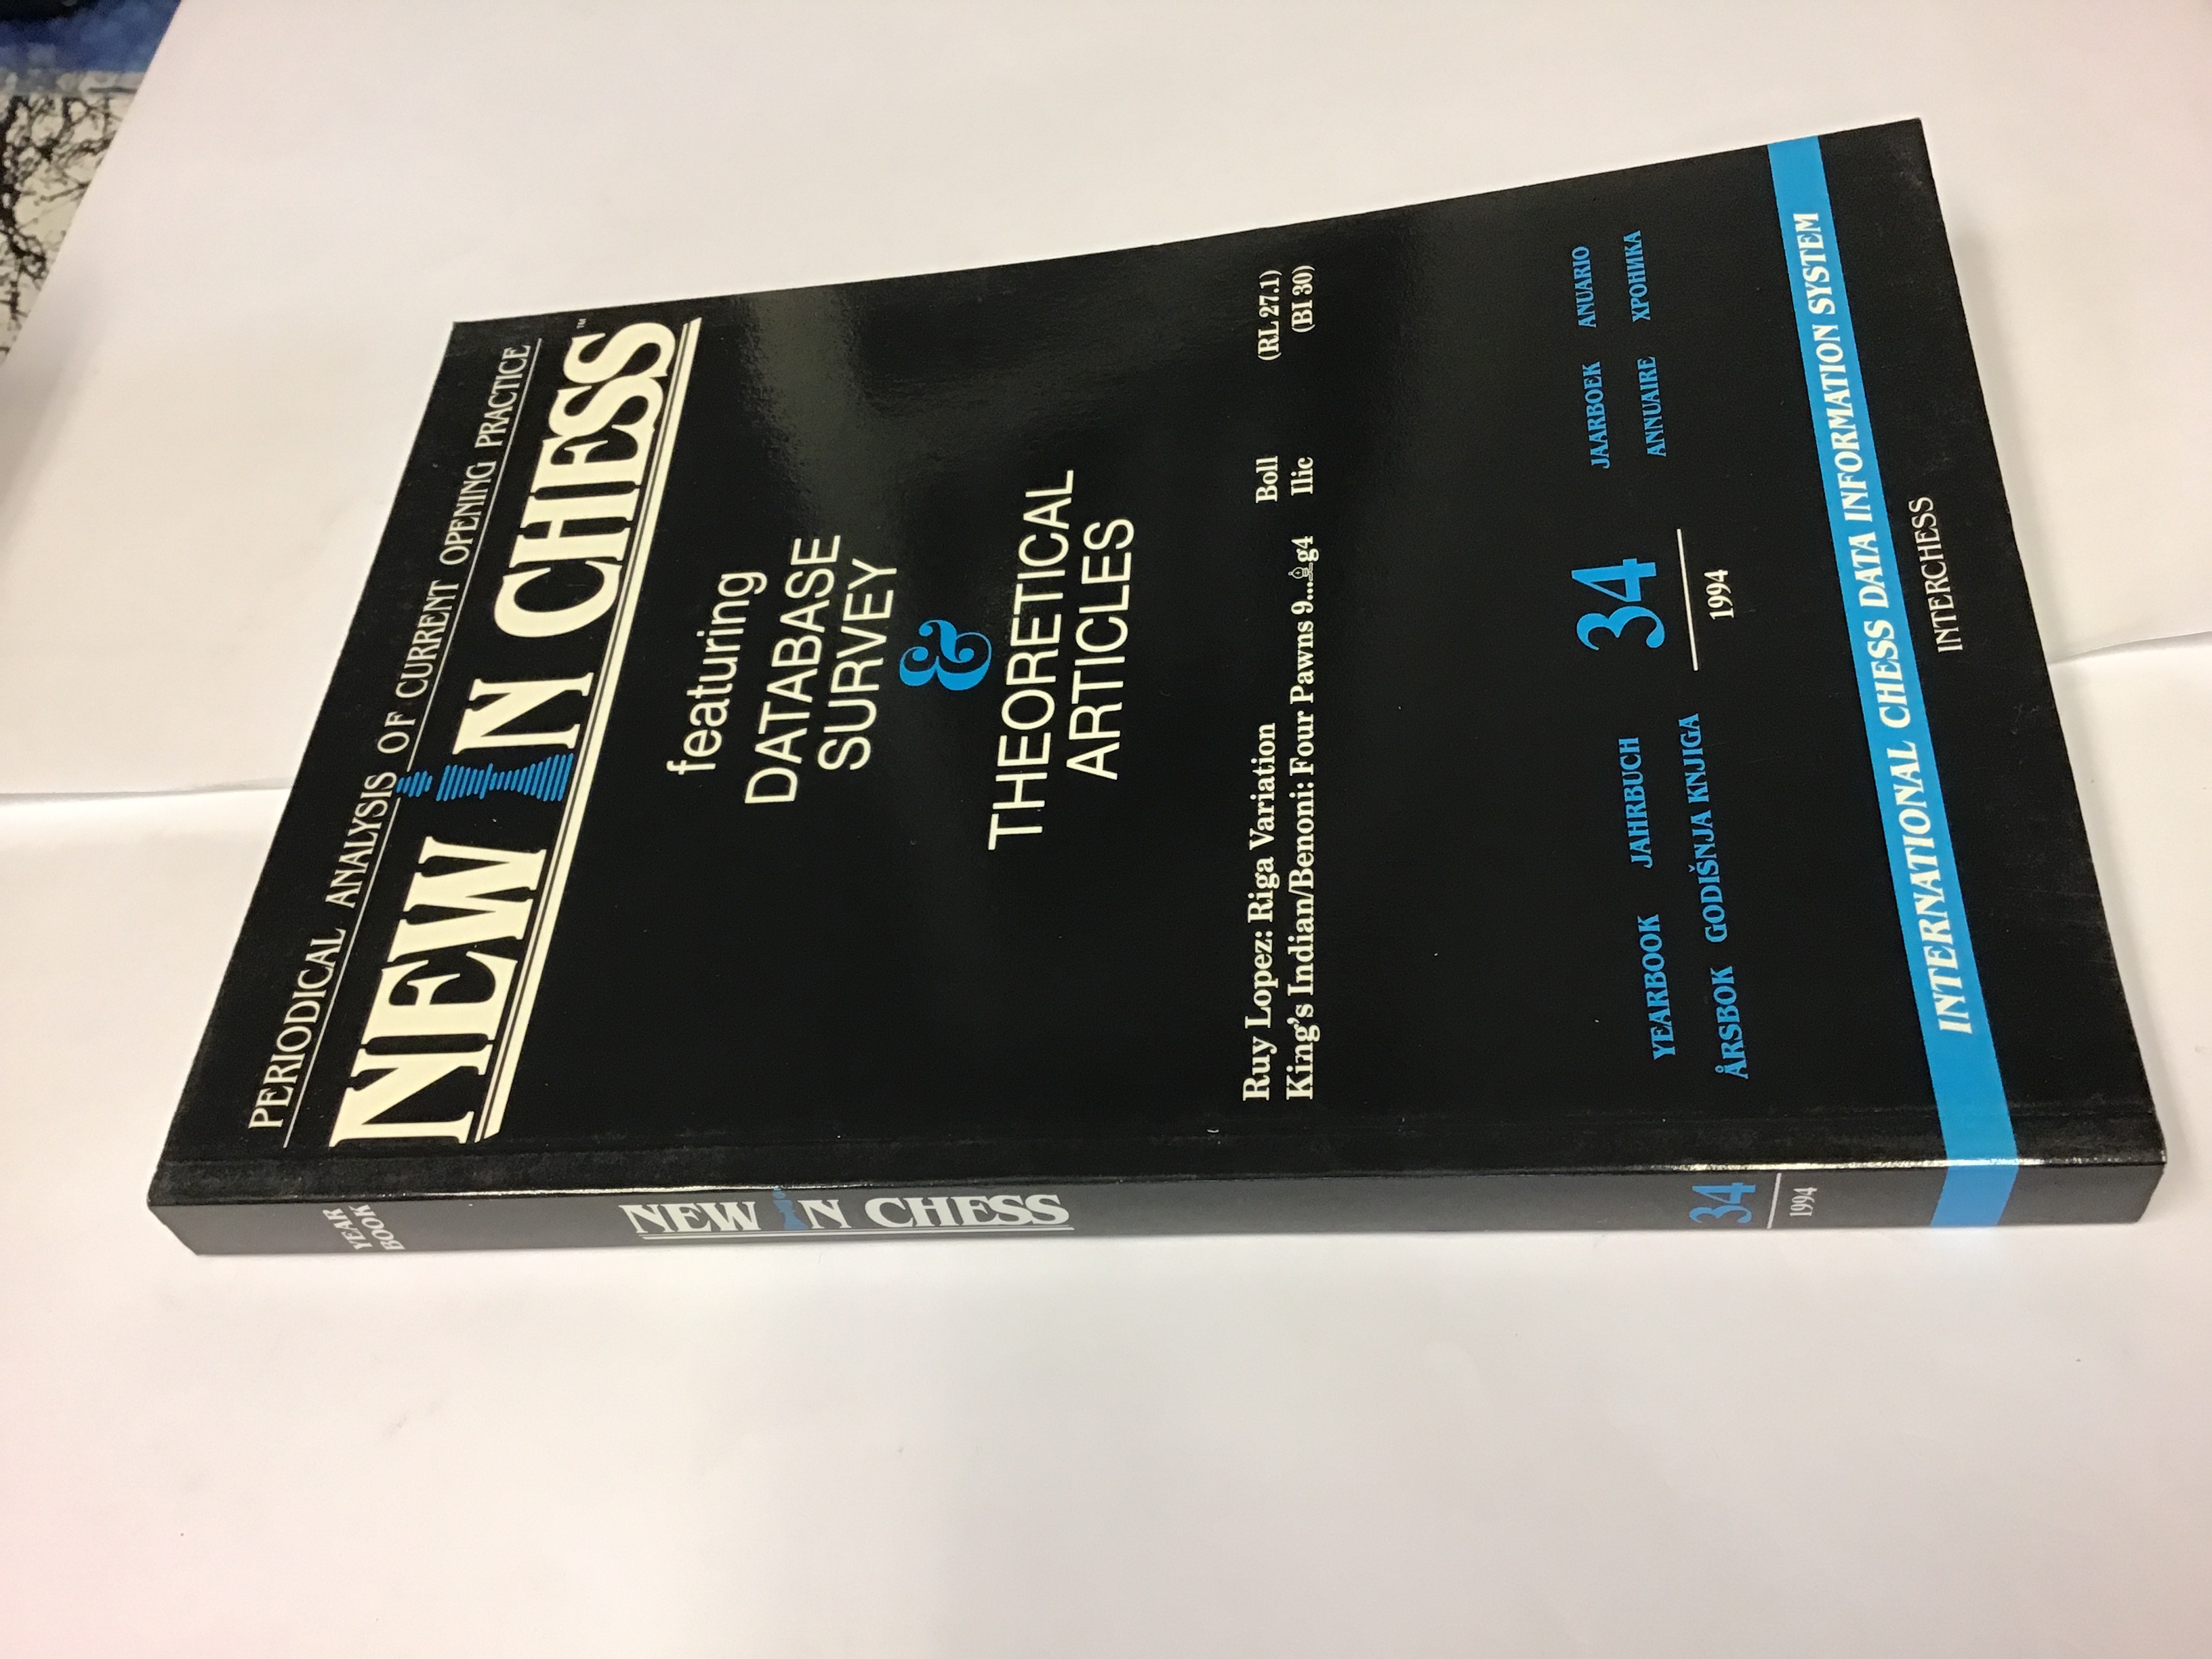 PERIODICAL ANALYSIS OF CURRENT OPENING PRACTICE
NEW IN CHESS™
featuring
DATABASE
SURVEY
&
THEORETICAL
ARTICLES
Ruy Lopez: Riga Variation Boll (RL 27.1)
King's Indian/Benoni: Four Pawns 9...♗g4 Ilic (BI 30)
YEARBOOK JAHRBUCH 34 JAARBOEK ANUARIO
ÅRSBOK GODIŠNJA KNJIGA 1994 ANNUAIRE ХРОНИКА
INTERNATIONAL CHESS DATA INFORMATION SYSTEM
INTERCHESS
YEAR
BOOK
NEW IN CHESS
34
1994